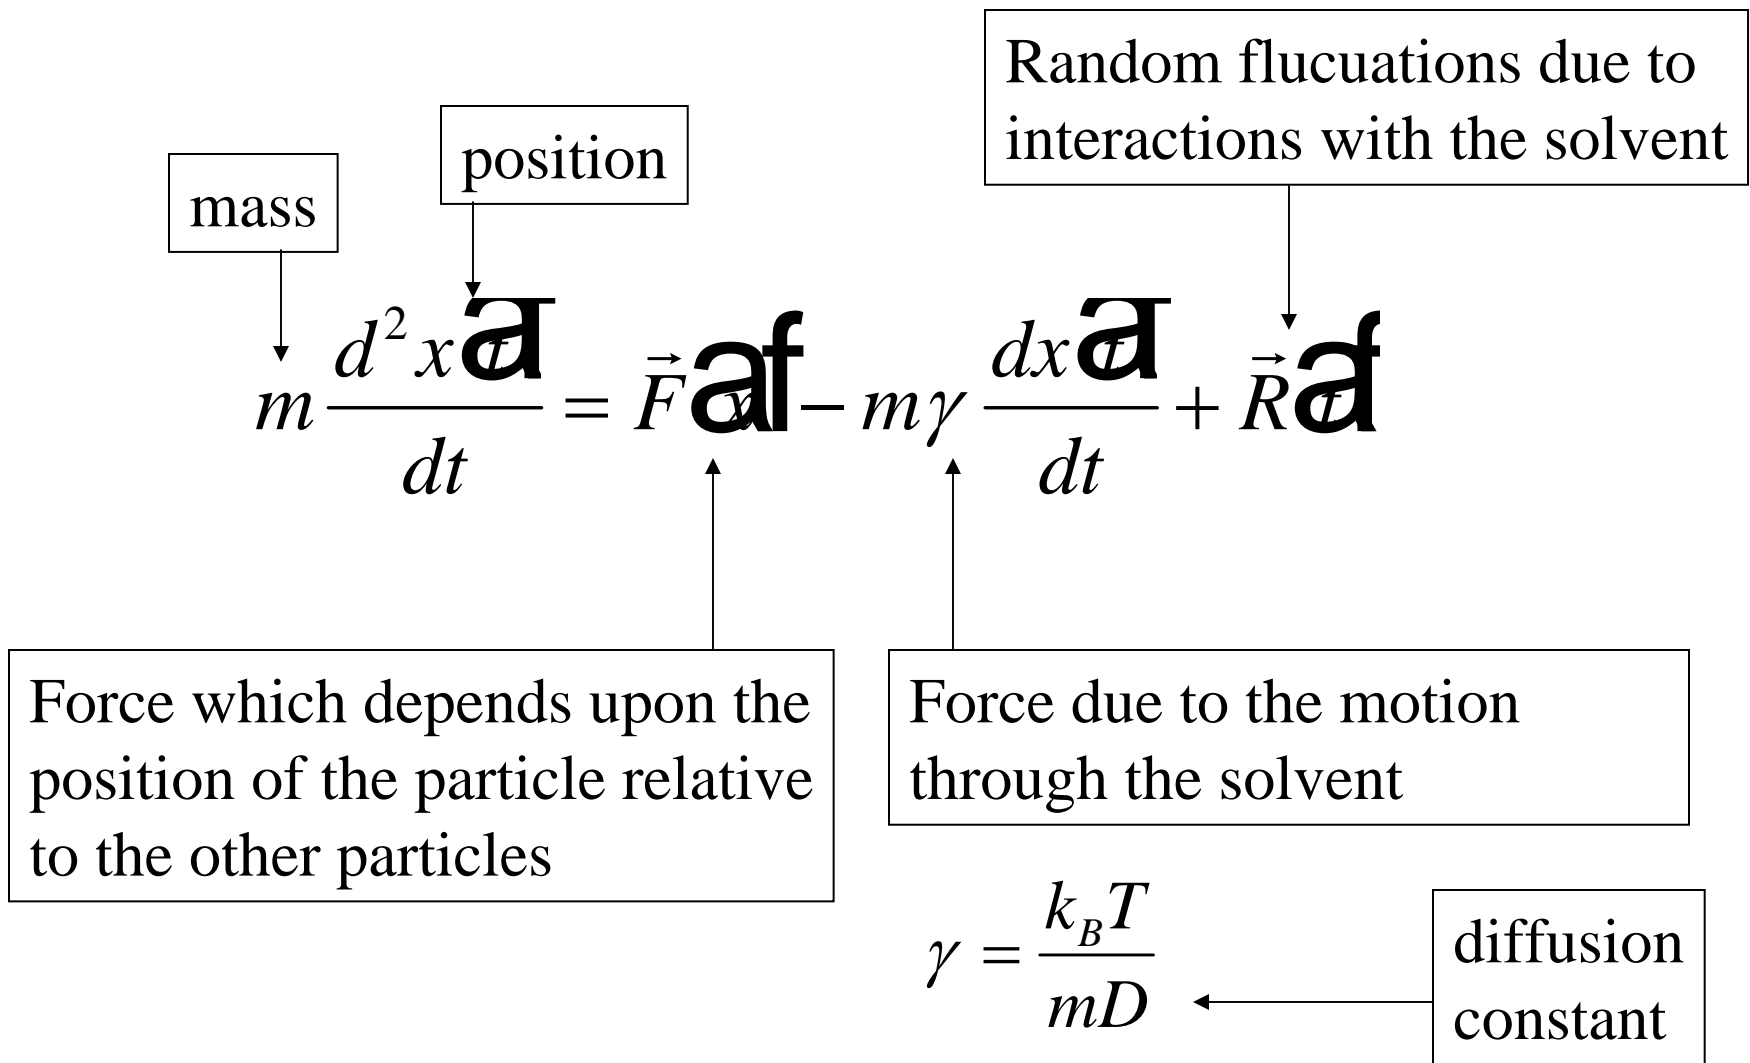 Random flucuations due to
interactions with the solvent
position
mass
m d²x(t)/dt = F⃗(x) − mγ dx(t)/dt + R⃗(t)
Force which depends upon the
position of the particle relative
to the other particles
Force due to the motion
through the solvent
γ = k_B T / mD
diffusion
constant